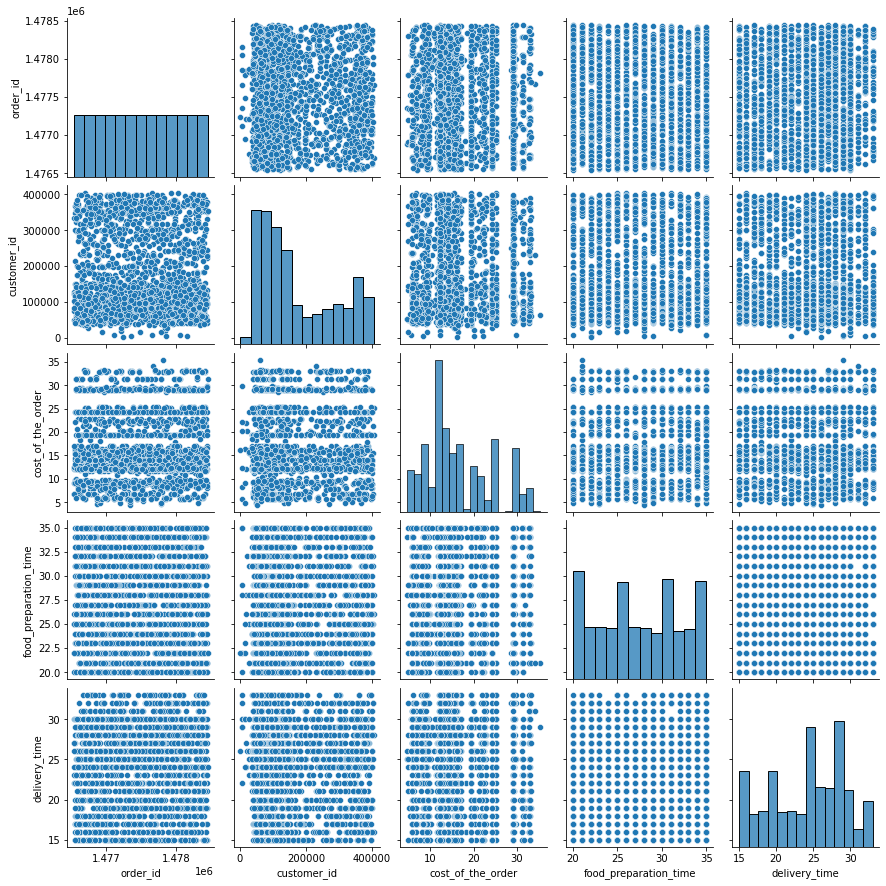 1e6
1.4785
1.4780
1.4775
1.4770
1.4765
order_id
400000
300000
200000
100000
0
customer_id
35
30
25
20
15
10
5
cost_of_the_order
35.0
32.5
30.0
27.5
25.0
22.5
20.0
food_preparation_time
30
25
20
15
delivery_time
1.477 1.478
1e6
order_id
0 200000 400000
customer_id
10 20 30
cost_of_the_order
20 25 30 35
food_preparation_time
15 20 25 30
delivery_time